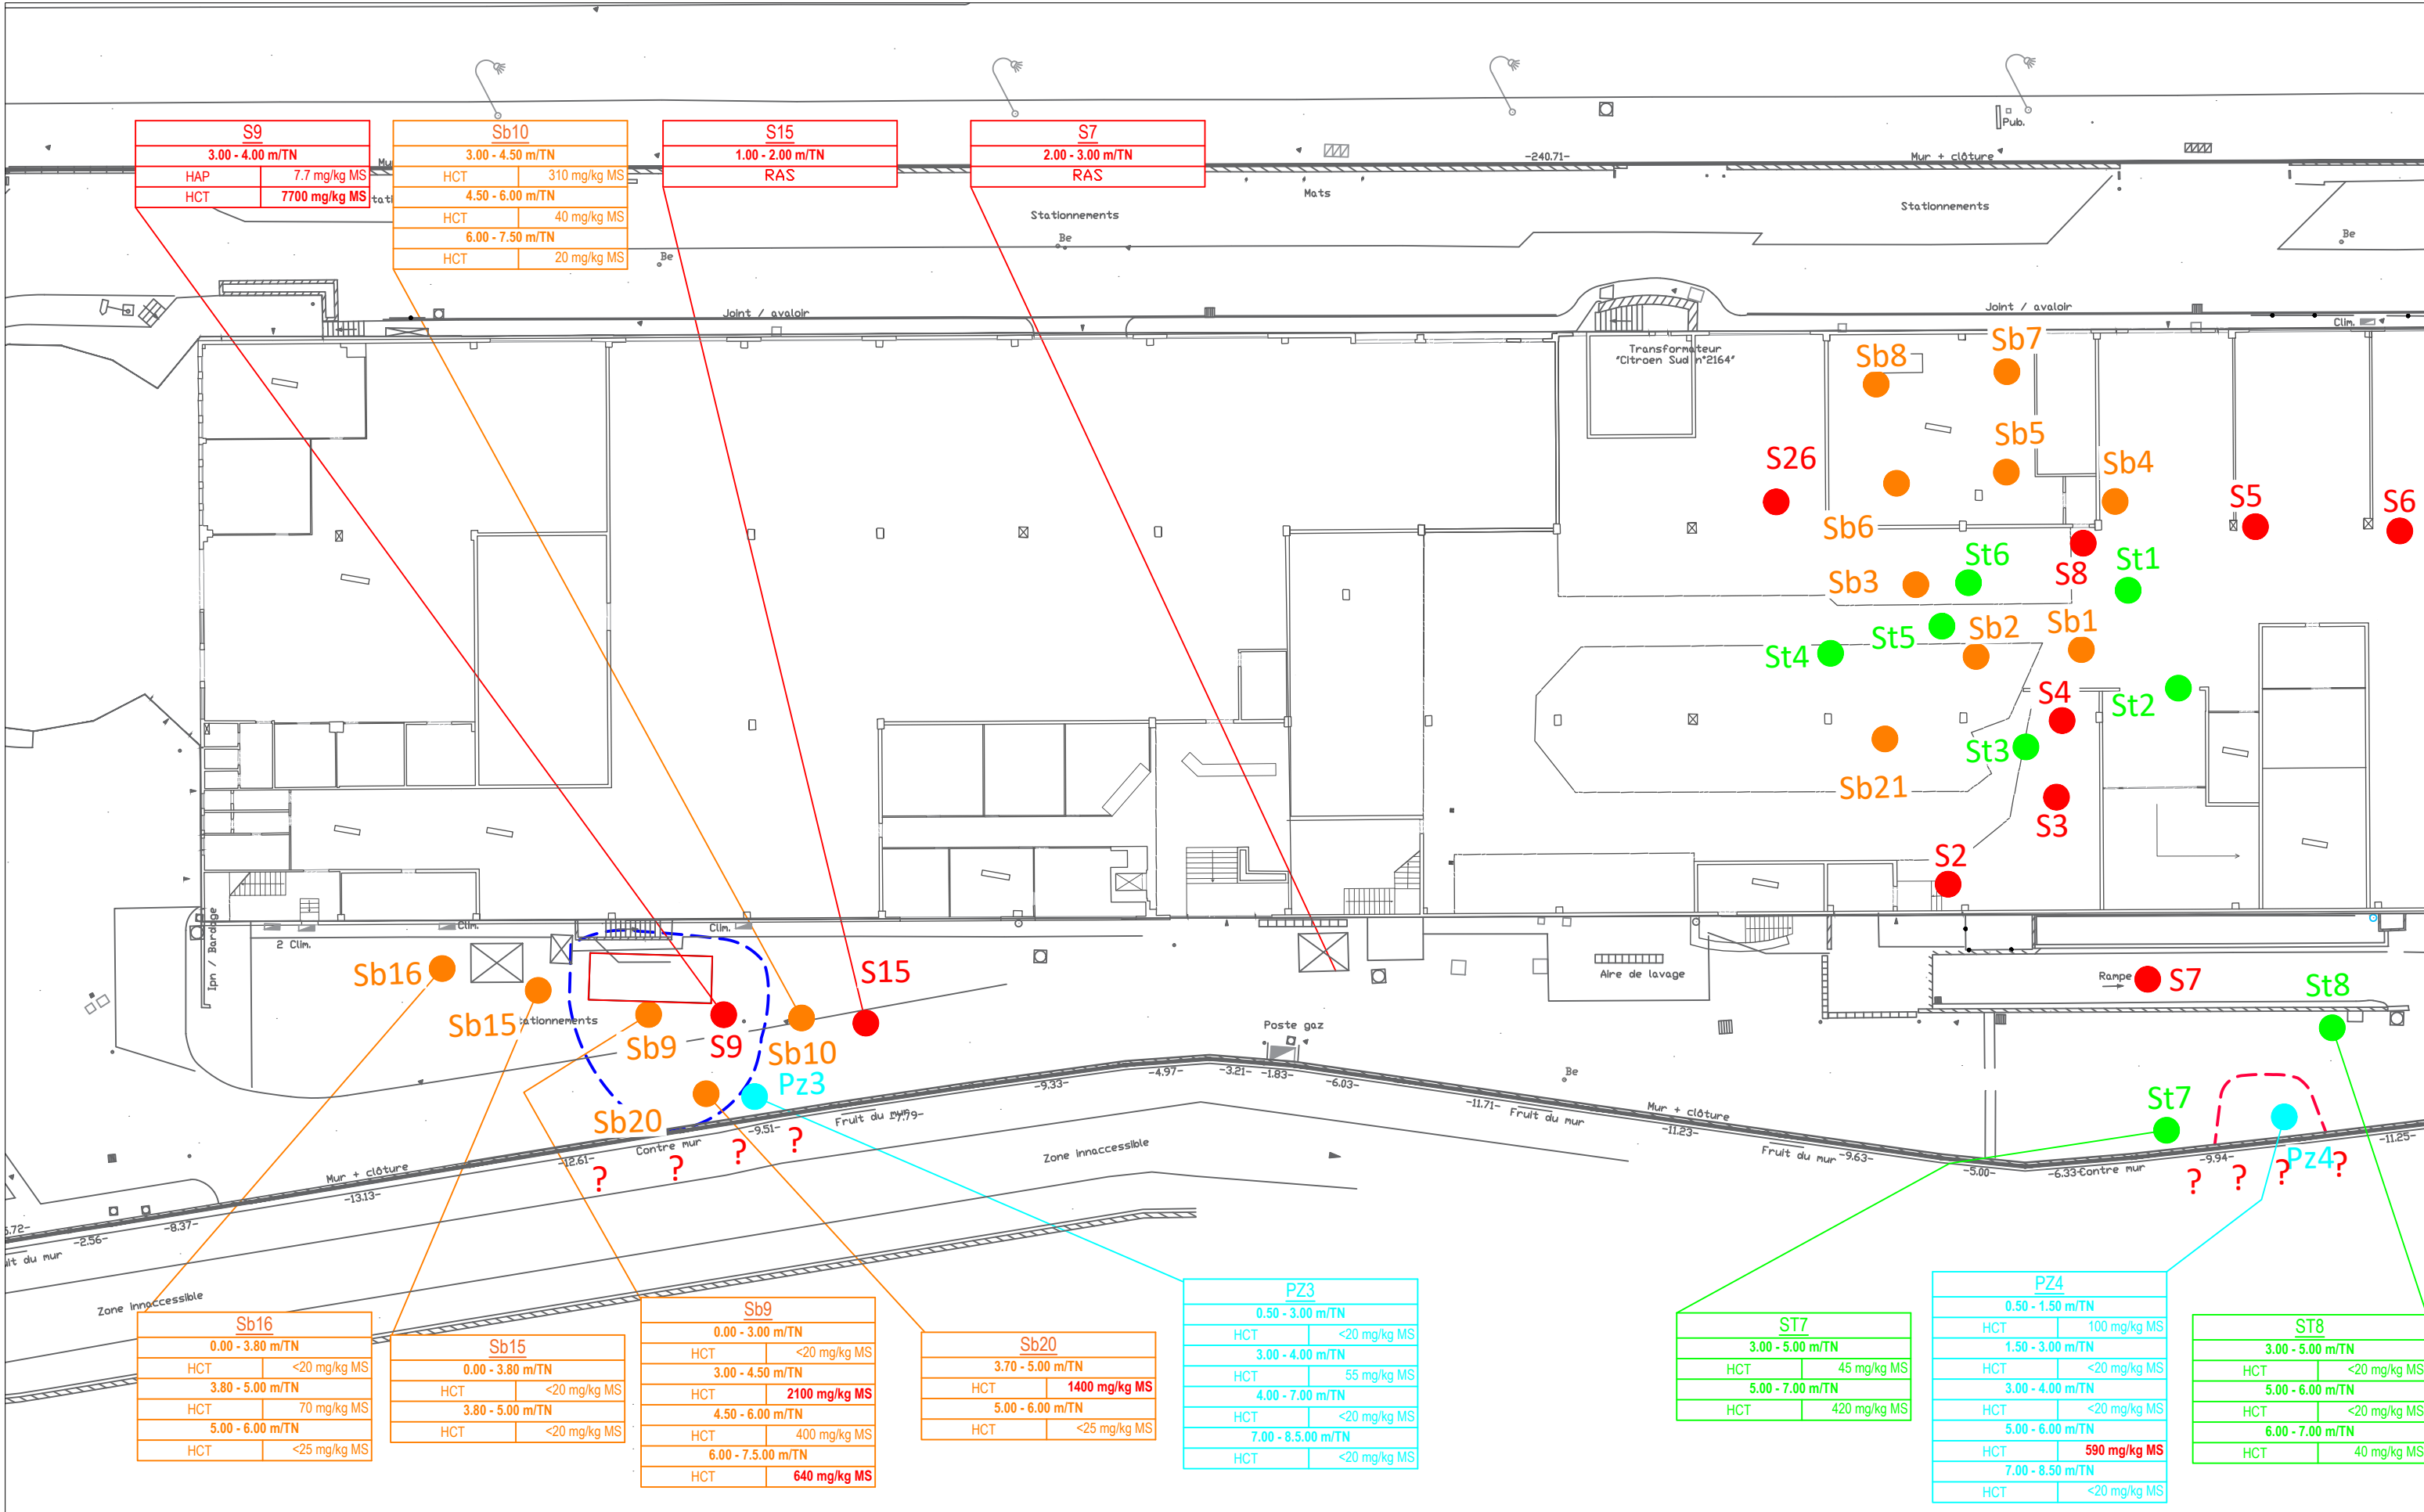 Pub.
S9
3.00 - 4.00 m/TN
HAP 7.7 mg/kg MS
HCT 7700 mg/kg MS
Sb10
3.00 - 4.50 m/TN
HCT 310 mg/kg MS
4.50 - 6.00 m/TN
HCT 40 mg/kg MS
6.00 - 7.50 m/TN
HCT 20 mg/kg MS
S15
1.00 - 2.00 m/TN
RAS
S7
2.00 - 3.00 m/TN
RAS
-240.71-
Mur + clôture
Mats
Stationnements
Stationnements
Be
Be
Be
Joint / avaloir
Joint / avaloir
Clim.
Transformateur
"Citroen Sud n°2164"
Sb8
Sb7
Sb5
S26
Sb4
S5
S6
Sb6
St6
S8
St1
Sb3
St5
Sb2
Sb1
St4
S4
St2
St3
Sb21
S3
S2
Ipn / Bardage
2 Clim.
Clim.
Clim.
Sb16
S15
Aire de lavage
Rampe
S7
St8
Sb15
Sb9
S9
Sb10
Poste gaz
Pz3
Be
St7
Sb20
-9.33-
-4.97-
-3.21-
-1.83-
-6.03-
-11.71-
Fruit du mur
Mur + clôture
-11.23-
Fruit du mur
-9.63-
-5.00-
-6.33-
Contre mur
-9.94-
Pz4
-11.25-
? ? ? ?
Fruit du mur
-9.51-
Contre mur
-12.61-
? ? ? ?
Mur + clôture
-13.13-
-8.37-
-2.56-
Zone Innaccessible
Zone Innaccessible
Sb16
0.00 - 3.80 m/TN
HCT <20 mg/kg MS
3.80 - 5.00 m/TN
HCT 70 mg/kg MS
5.00 - 6.00 m/TN
HCT <25 mg/kg MS
Sb15
0.00 - 3.80 m/TN
HCT <20 mg/kg MS
3.80 - 5.00 m/TN
HCT <20 mg/kg MS
Sb9
0.00 - 3.00 m/TN
HCT <20 mg/kg MS
3.00 - 4.50 m/TN
HCT 2100 mg/kg MS
4.50 - 6.00 m/TN
HCT 400 mg/kg MS
6.00 - 7.5.00 m/TN
HCT 640 mg/kg MS
Sb20
3.70 - 5.00 m/TN
HCT 1400 mg/kg MS
5.00 - 6.00 m/TN
HCT <25 mg/kg MS
PZ3
0.50 - 3.00 m/TN
HCT <20 mg/kg MS
3.00 - 4.00 m/TN
HCT 55 mg/kg MS
4.00 - 7.00 m/TN
HCT <20 mg/kg MS
7.00 - 8.5.00 m/TN
HCT <20 mg/kg MS
ST7
3.00 - 5.00 m/TN
HCT 45 mg/kg MS
5.00 - 7.00 m/TN
HCT 420 mg/kg MS
PZ4
0.50 - 1.50 m/TN
HCT 100 mg/kg MS
1.50 - 3.00 m/TN
HCT <20 mg/kg MS
3.00 - 4.00 m/TN
HCT <20 mg/kg MS
5.00 - 6.00 m/TN
HCT 590 mg/kg MS
7.00 - 8.50 m/TN
HCT <20 mg/kg MS
ST8
3.00 - 5.00 m/TN
HCT <20 mg/kg MS
5.00 - 6.00 m/TN
HCT <20 mg/kg MS
6.00 - 7.00 m/TN
HCT 40 mg/kg MS